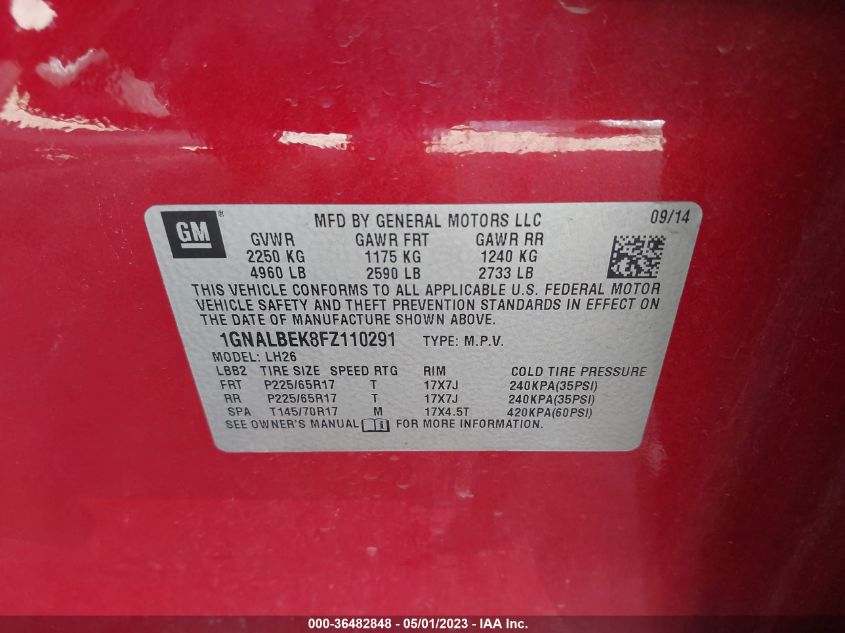 GM®
MFD BY GENERAL MOTORS LLC 09/14
GVWR GAWR FRT GAWR RR
2250 KG 1175 KG 1240 KG
4960 LB 2590 LB 2733 LB
THIS VEHICLE CONFORMS TO ALL APPLICABLE U.S. FEDERAL MOTOR
VEHICLE SAFETY AND THEFT PREVENTION STANDARDS IN EFFECT ON
THE DATE OF MANUFACTURE SHOWN ABOVE.
1GNALBEK8FZ110291 TYPE: M.P.V.
MODEL: LH26
LBB2 TIRE SIZE SPEED RTG RIM COLD TIRE PRESSURE
FRT P225/65R17 T 17X7J 240KPA(35PSI)
RR P225/65R17 T 17X7J 240KPA(35PSI)
SPA T145/70R17 M 17X4.5T 420KPA(60PSI)
SEE OWNER'S MANUAL FOR MORE INFORMATION.
000-36482848 - 05/01/2023 - IAA Inc.